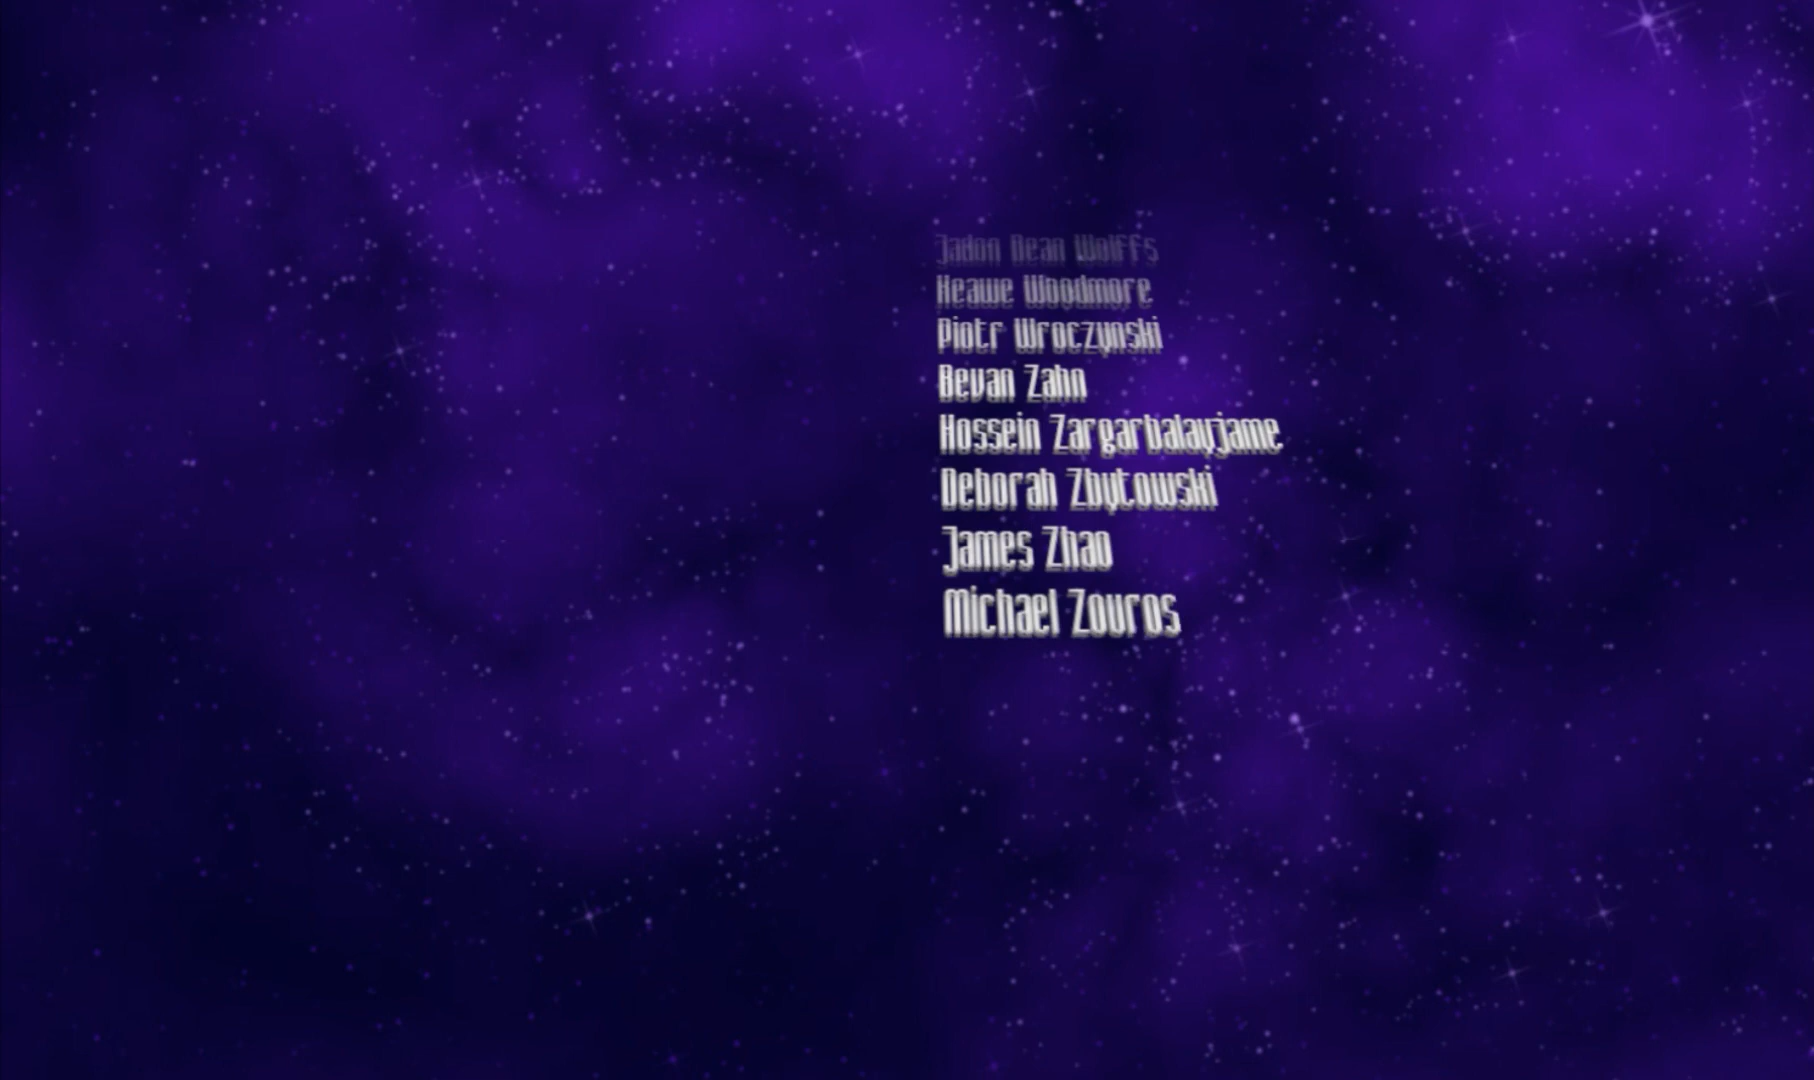 Jadon Dean Wolffs
Keawe Woodmore
Piotr Wroczynski
Bevan Zahn
Hossein Zargarbalayjame
Deborah Zbytowski
James Zhao
Michael Zouros